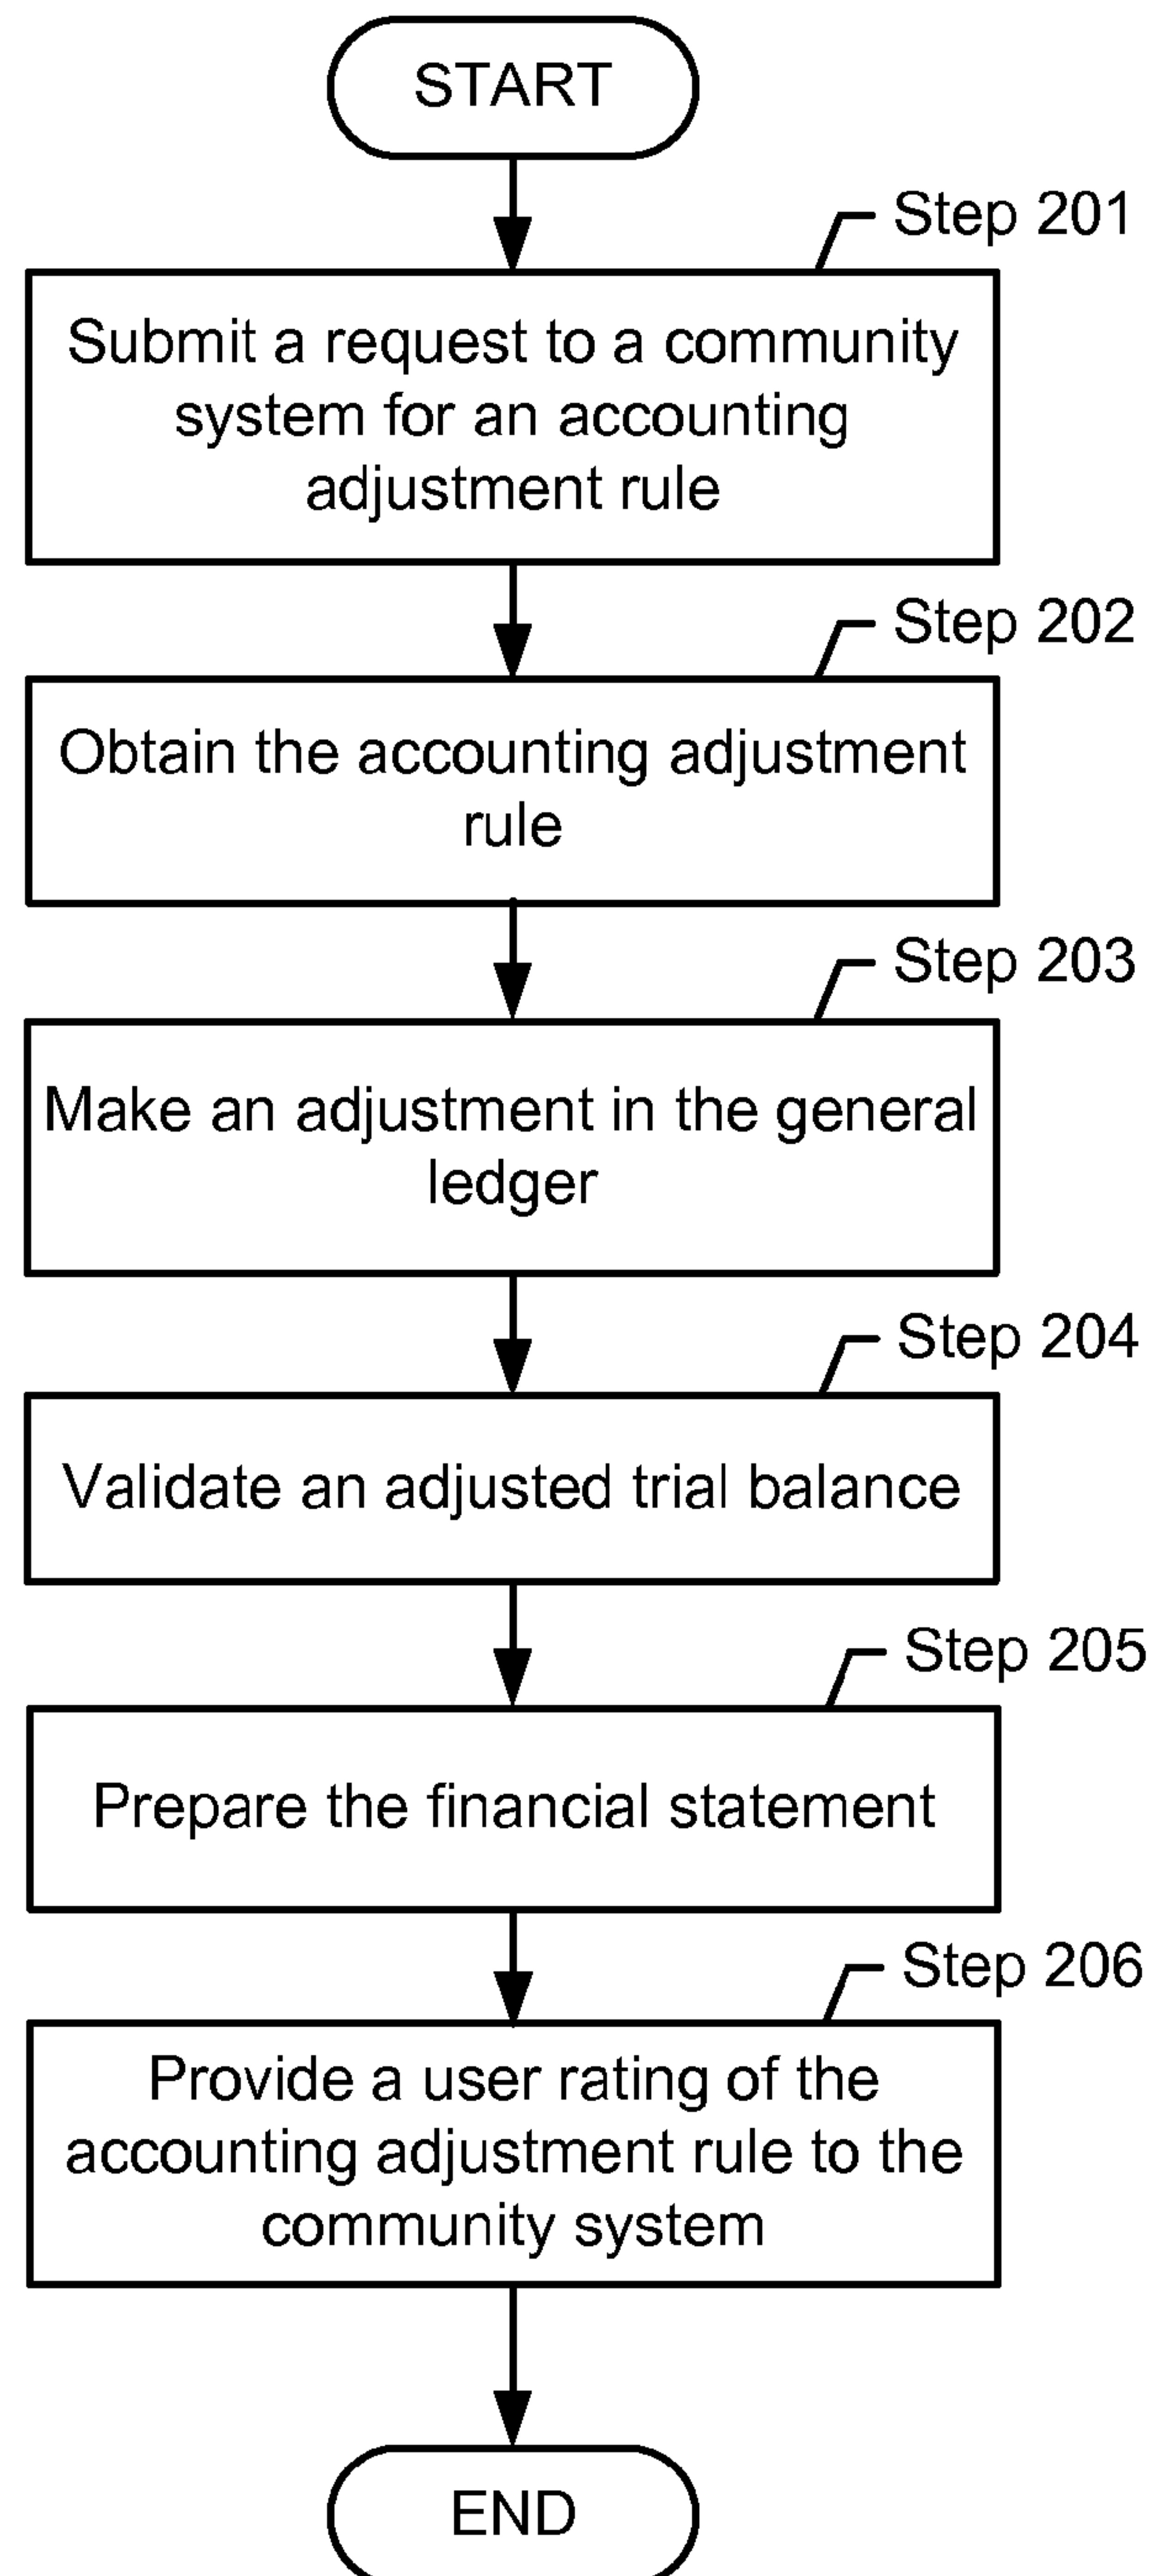 START
Step 201
Submit a request to a community
system for an accounting
adjustment rule
Step 202
Obtain the accounting adjustment
rule
Step 203
Make an adjustment in the general
ledger
Step 204
Validate an adjusted trial balance
Step 205
Prepare the financial statement
Step 206
Provide a user rating of the
accounting adjustment rule to the
community system
END